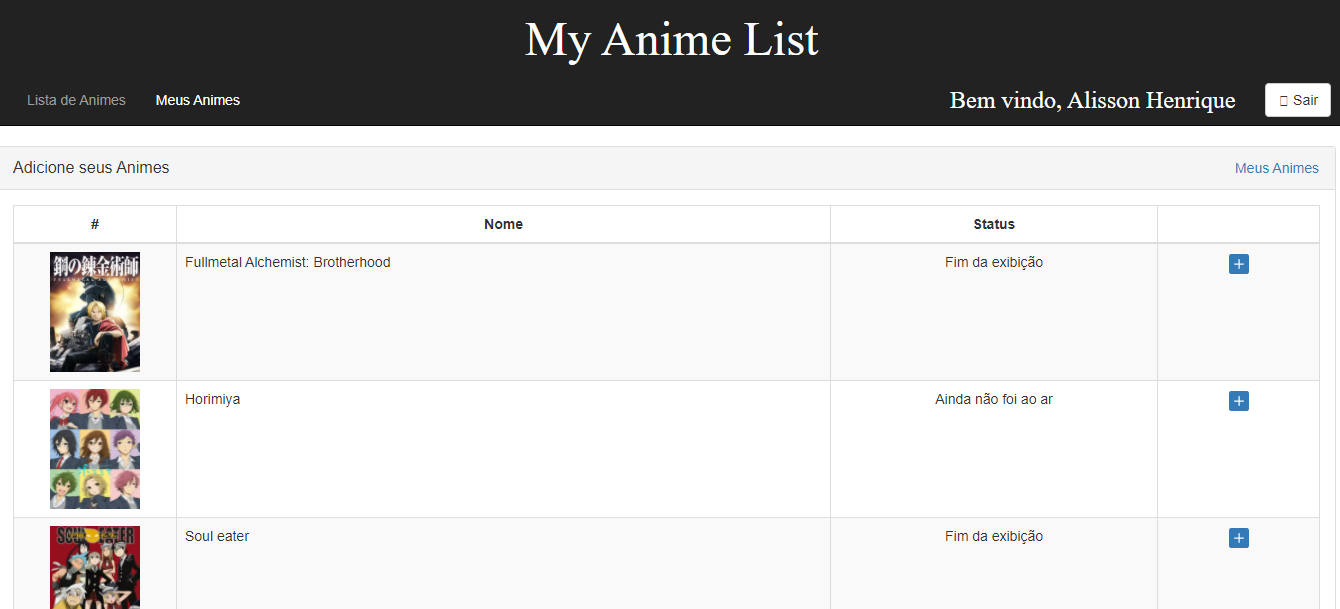 My Anime List
Lista de Animes
Meus Animes
Bem vindo, Alisson Henrique
Sair
Adicione seus Animes
Meus Animes
# Nome Status
鋼の錬金術師
Fullmetal Alchemist: Brotherhood Fim da exibição +
Horimiya Ainda não foi ao ar +
SOUL EATER
Soul eater Fim da exibição +